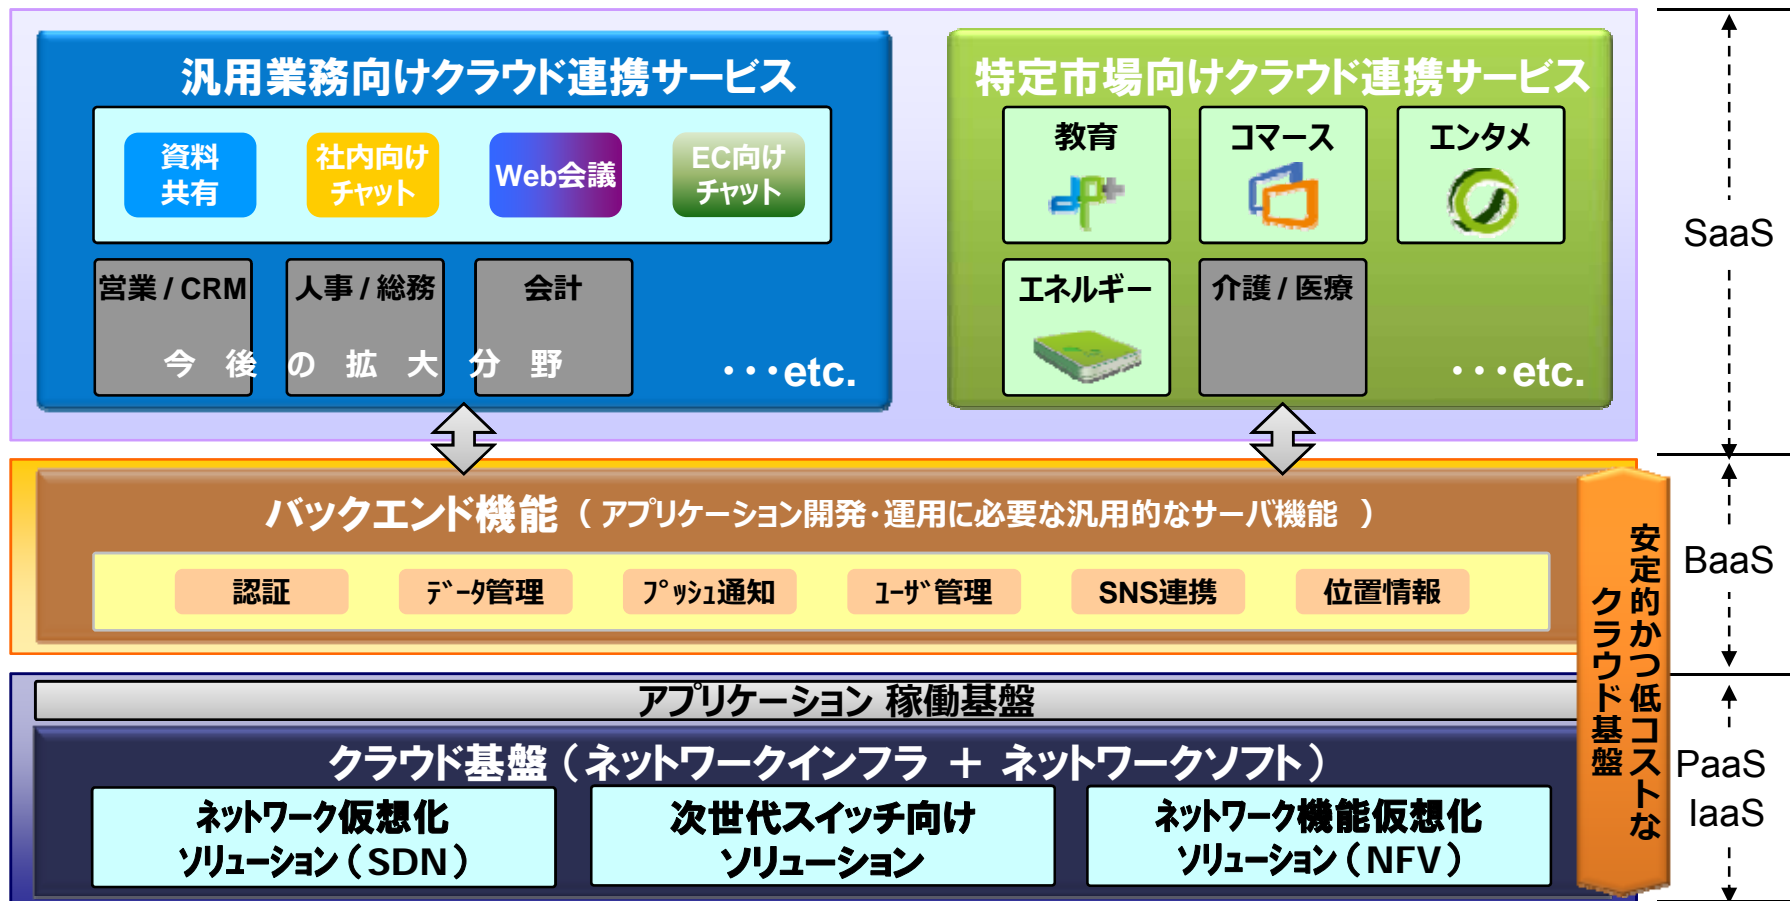 汎用業務向けクラウド連携サービス
資料
共有
社内向け
チャット
Web会議
EC向け
チャット
営業 / CRM
人事 / 総務
会計
今後の拡大分野
・・・etc.
特定市場向けクラウド連携サービス
教育
コマース
エンタメ
エネルギー
介護 / 医療
・・・etc.
SaaS
バックエンド機能（ アプリケーション開発・運用に必要な汎用的なサーバ機能 ）
認証
ﾃﾞｰﾀ管理
ﾌﾟｯｼｭ通知
ﾕｰｻﾞ管理
SNS連携
位置情報
BaaS
安定的かつ低コストな
クラウド基盤
アプリケーション 稼働基盤
クラウド基盤（ネットワークインフラ ＋ ネットワークソフト）
ネットワーク仮想化
ソリューション（SDN）
次世代スイッチ向け
ソリューション
ネットワーク機能仮想化
ソリューション（NFV）
PaaS
IaaS